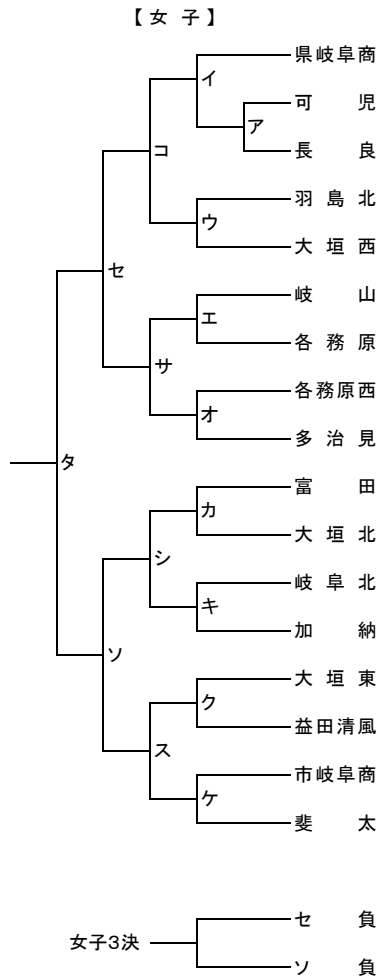 【女子】
県岐阜商
イ
可児
ア
長良
コ
羽島北
ウ
大垣西
セ
岐山
エ
各務原
サ
各務原西
オ
多治見
タ
富田
カ
大垣北
シ
岐阜北
キ
加納
ソ
大垣東
ク
益田清風
ス
市岐阜商
ケ
斐太
セ負
女子3決
ソ負